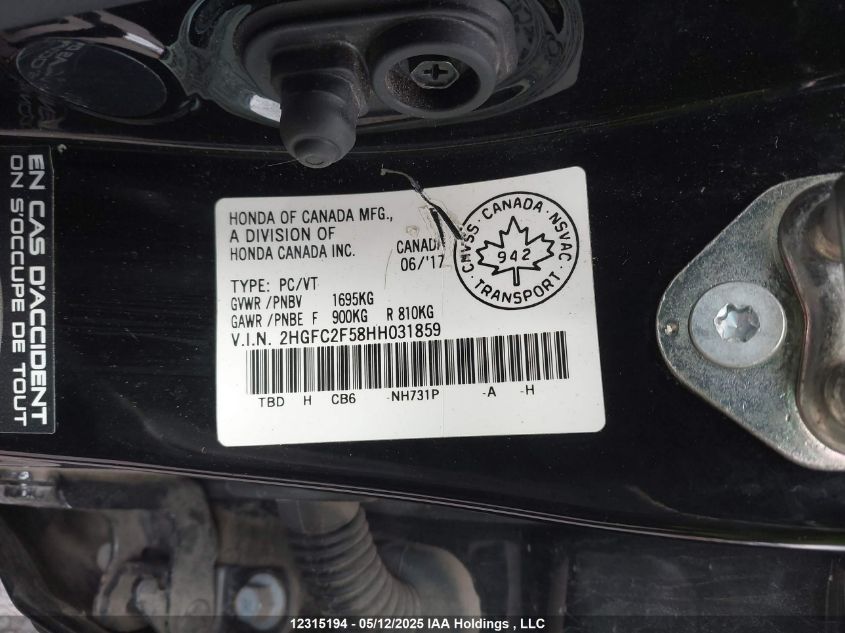 EN CAS D'ACCIDENT
ON S'OCCUPE DE TOUT
HONDA OF CANADA MFG.,
A DIVISION OF
HONDA CANADA INC.
CANADA
06/'17
CMVSS · CANADA · NSVAC ·
942
TRANSPORT
TYPE: PC/VT
GVWR /PNBV 1695KG
GAWR /PNBE F 900KG R 810KG
V.I.N. 2HGFC2F58HH031859
TBD H CB6 -NH731P -A -H
12315194 - 05/12/2025 IAA Holdings , LLC